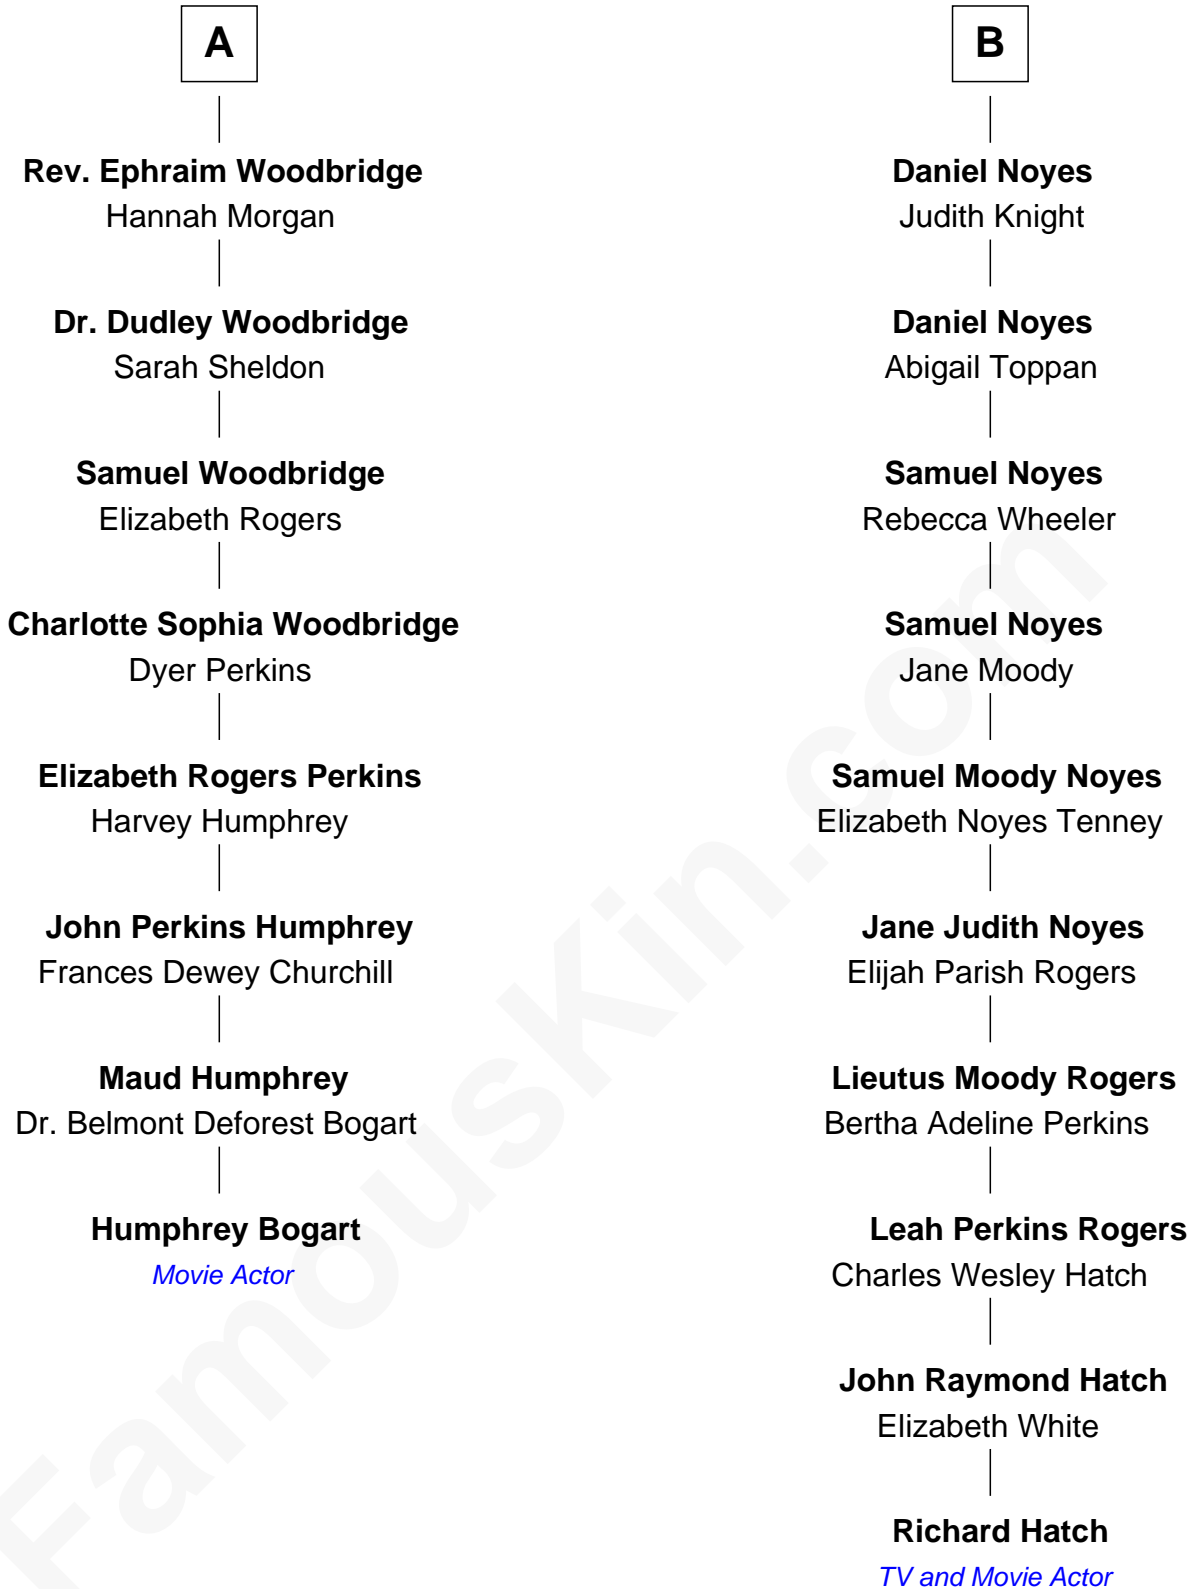 A
Rev. Ephraim Woodbridge
Hannah Morgan
Dr. Dudley Woodbridge
Sarah Sheldon
Samuel Woodbridge
Elizabeth Rogers
Charlotte Sophia Woodbridge
Dyer Perkins
Elizabeth Rogers Perkins
Harvey Humphrey
John Perkins Humphrey
Frances Dewey Churchill
Maud Humphrey
Dr. Belmont Deforest Bogart
Humphrey Bogart
Movie Actor
B
Daniel Noyes
Judith Knight
Daniel Noyes
Abigail Toppan
Samuel Noyes
Rebecca Wheeler
Samuel Noyes
Jane Moody
Samuel Moody Noyes
Elizabeth Noyes Tenney
Jane Judith Noyes
Elijah Parish Rogers
Lieutus Moody Rogers
Bertha Adeline Perkins
Leah Perkins Rogers
Charles Wesley Hatch
John Raymond Hatch
Elizabeth White
Richard Hatch
TV and Movie Actor
FamousKin.com